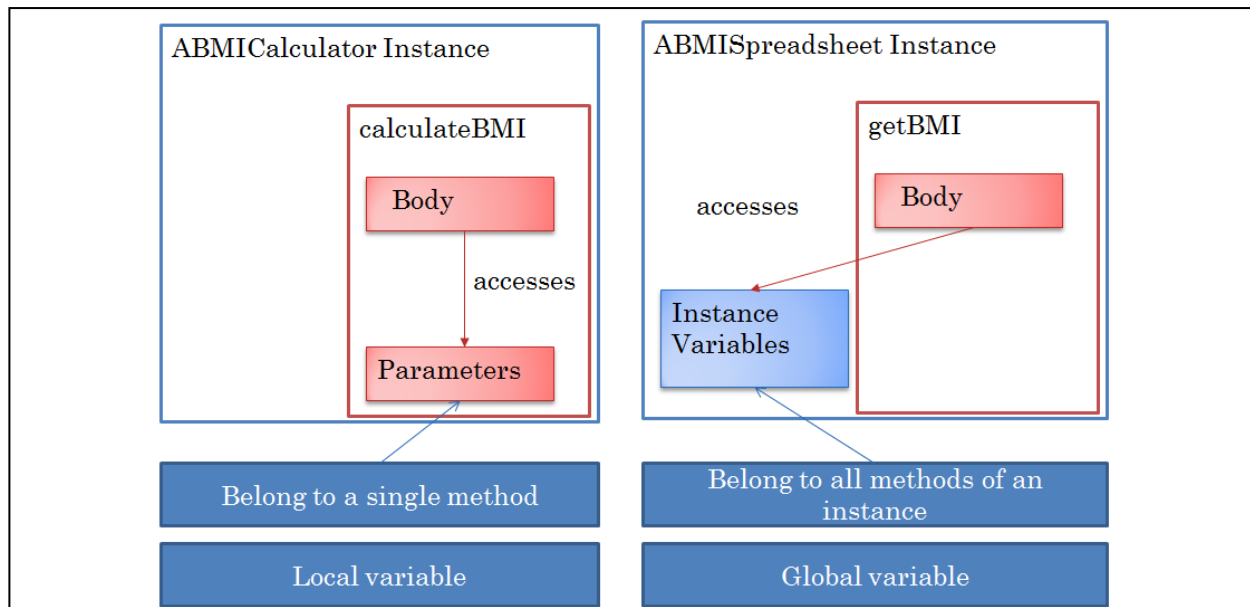 ABMICalculator Instance
calculateBMI
Body
accesses
Parameters
Belong to a single method
Local variable
ABMISpreadsheet Instance
getBMI
accesses
Body
Instance
Variables
Belong to all methods of an
instance
Global variable